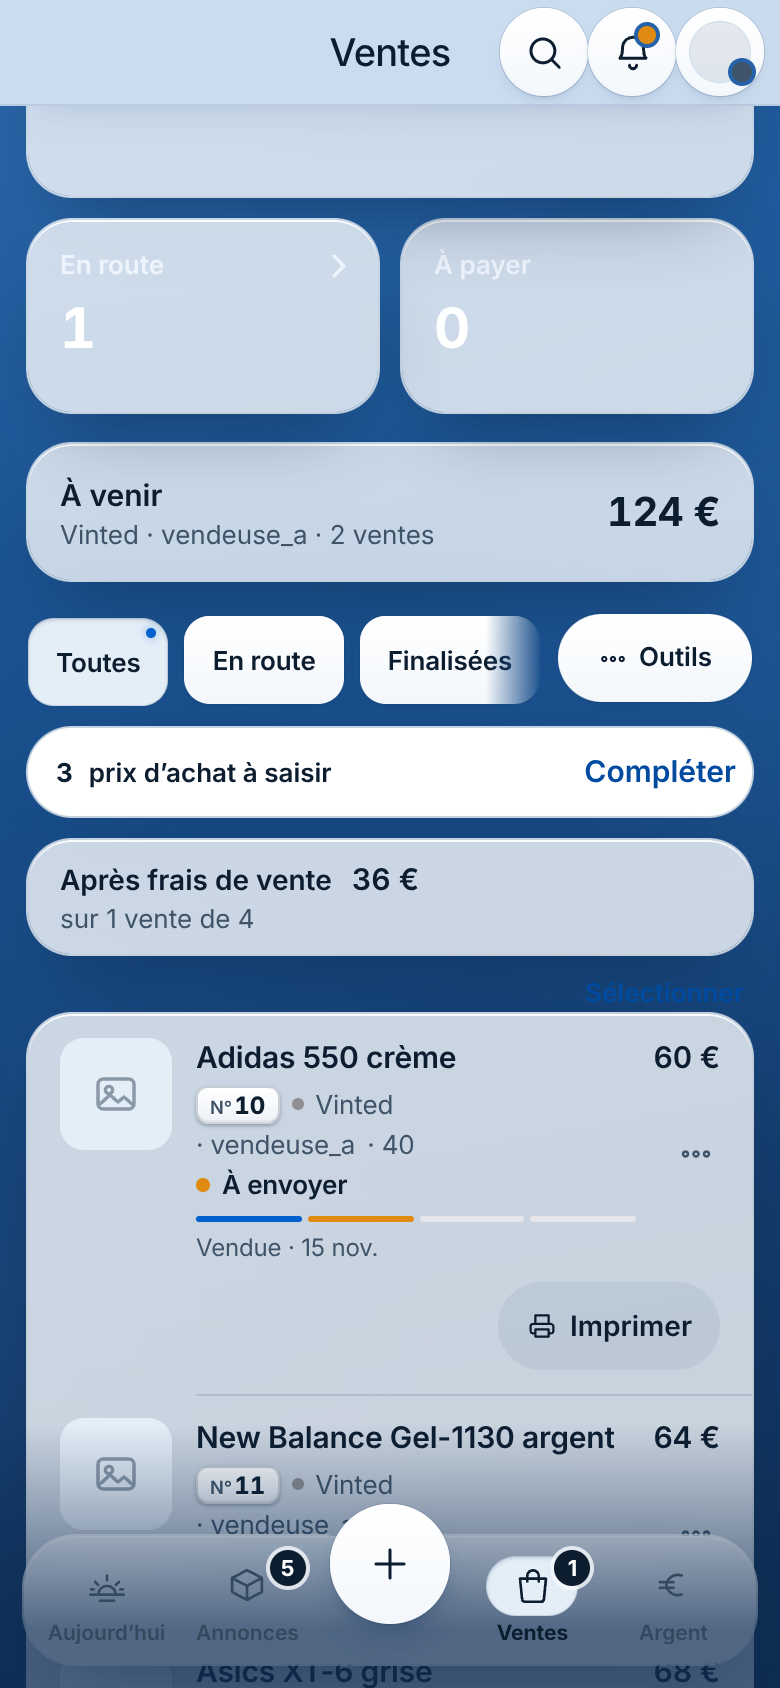 Ventes
En route
1
À payer
0
À venir
Vinted · vendeuse_a · 2 ventes
124 €
Toutes
En route
Finalisées
Outils
3 prix d’achat à saisir
Compléter
Après frais de vente 36 €
sur 1 vente de 4
Sélectionner
Adidas 550 crème
60 €
N° 10 Vinted
· vendeuse_a · 40
À envoyer
Vendue · 15 nov.
Imprimer
New Balance Gel-1130 argent
64 €
N° 11 Vinted
· vendeuse_
5
1
Aujourd’hui
Annonces
Ventes
Argent
Asics XT-6 grise
68 €